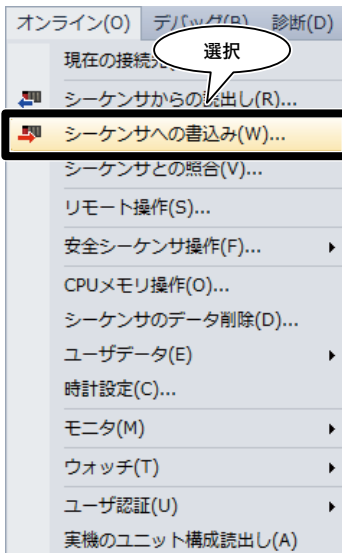 オンライン(O) デバッグ(B) 診断(D)
選択
現在の接続先
シーケンサからの読出し(R)...
シーケンサへの書込み(W)...
シーケンサとの照合(V)...
リモート操作(S)...
安全シーケンサ操作(F)...
CPUメモリ操作(O)...
シーケンサのデータ削除(D)...
ユーザデータ(E)
時計設定(C)...
モニタ(M)
ウォッチ(T)
ユーザ認証(U)
実機のユニット構成読出し(A)